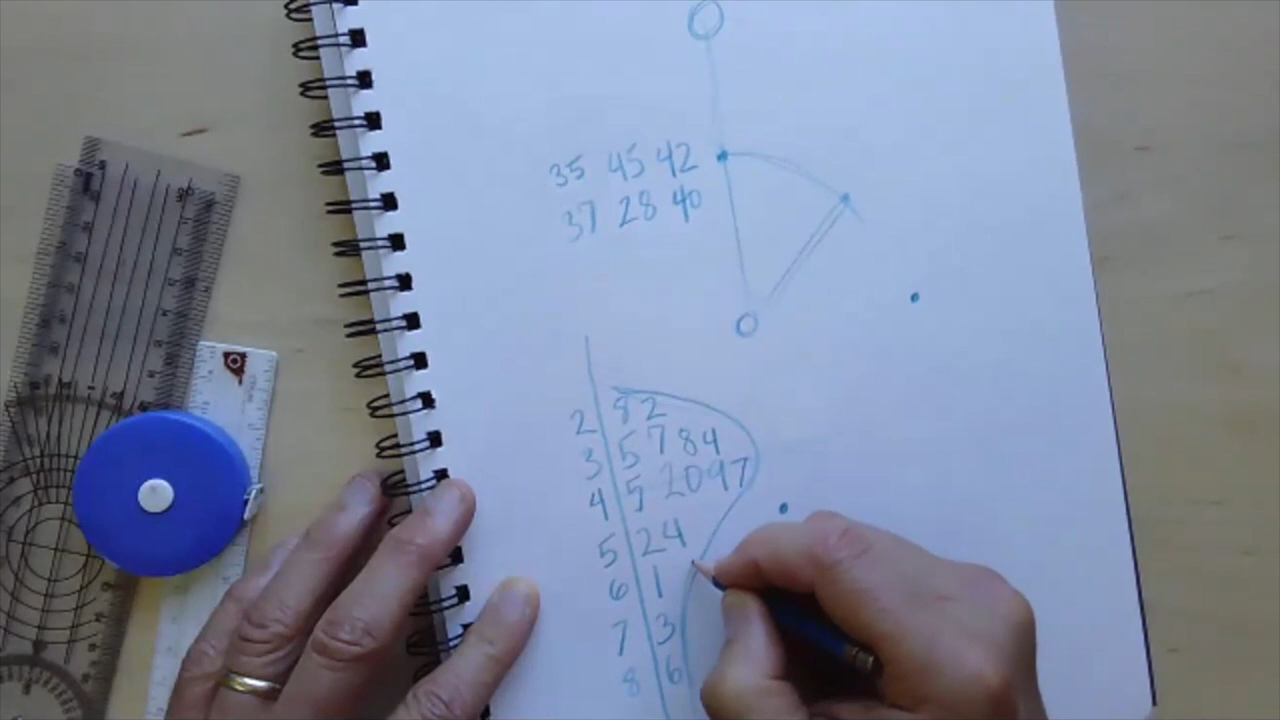 35 45 42
37 28 40
2 8 2
3 5 7 8 4
4 5 2 0 9 7
5 2 4
6 1
7 3
8 6